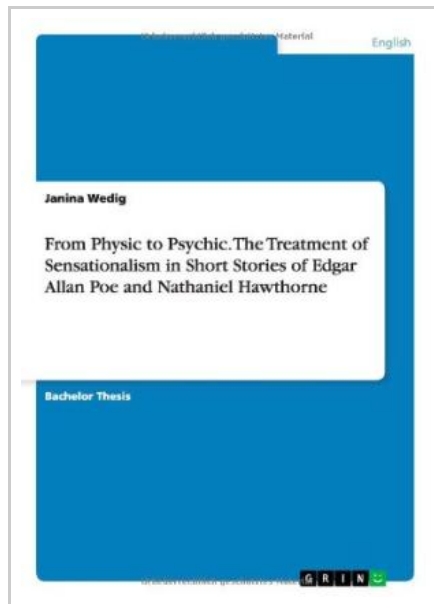 English
Janina Wedig
From Physic to Psychic. The Treatment of
Sensationalism in Short Stories of Edgar
Allan Poe and Nathaniel Hawthorne
Bachelor Thesis
GRIN